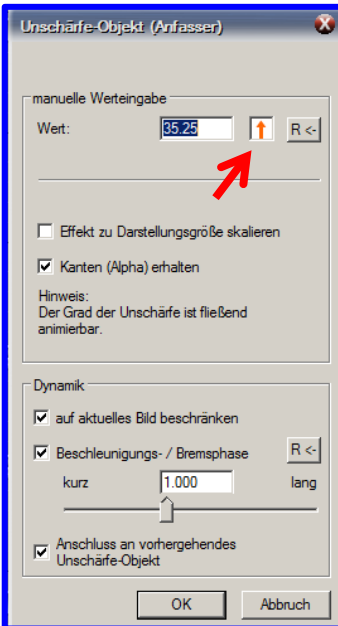 Unschärfe-Objekt (Anfasser)
manuelle Werteingabe
Wert: 35.25 R <-
Effekt zu Darstellungsgröße skalieren
Kanten (Alpha) erhalten
Hinweis:
Der Grad der Unschärfe ist fließend
animierbar.
Dynamik
auf aktuelles Bild beschränken
Beschleunigungs- / Bremsphase R <-
kurz 1.000 lang
Anschluss an vorhergehendes
Unschärfe-Objekt
OK Abbruch